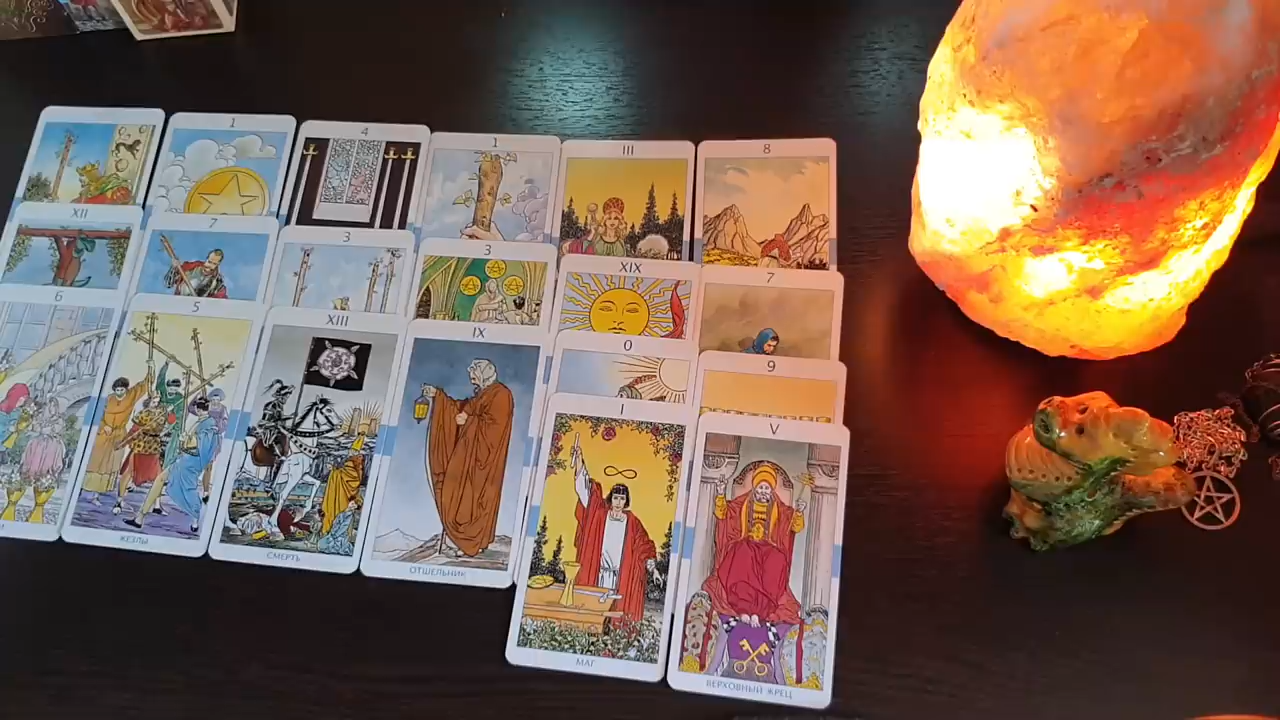 1
4
1
III
8
XII
7
3
3
XIX
7
6
5
XIII
IX
0
9
I
V
ЖЕЗЛЫ
СМЕРТЬ
ОТШЕЛЬНИК
МАГ
ВЕРХОВНЫЙ ЖРЕЦ